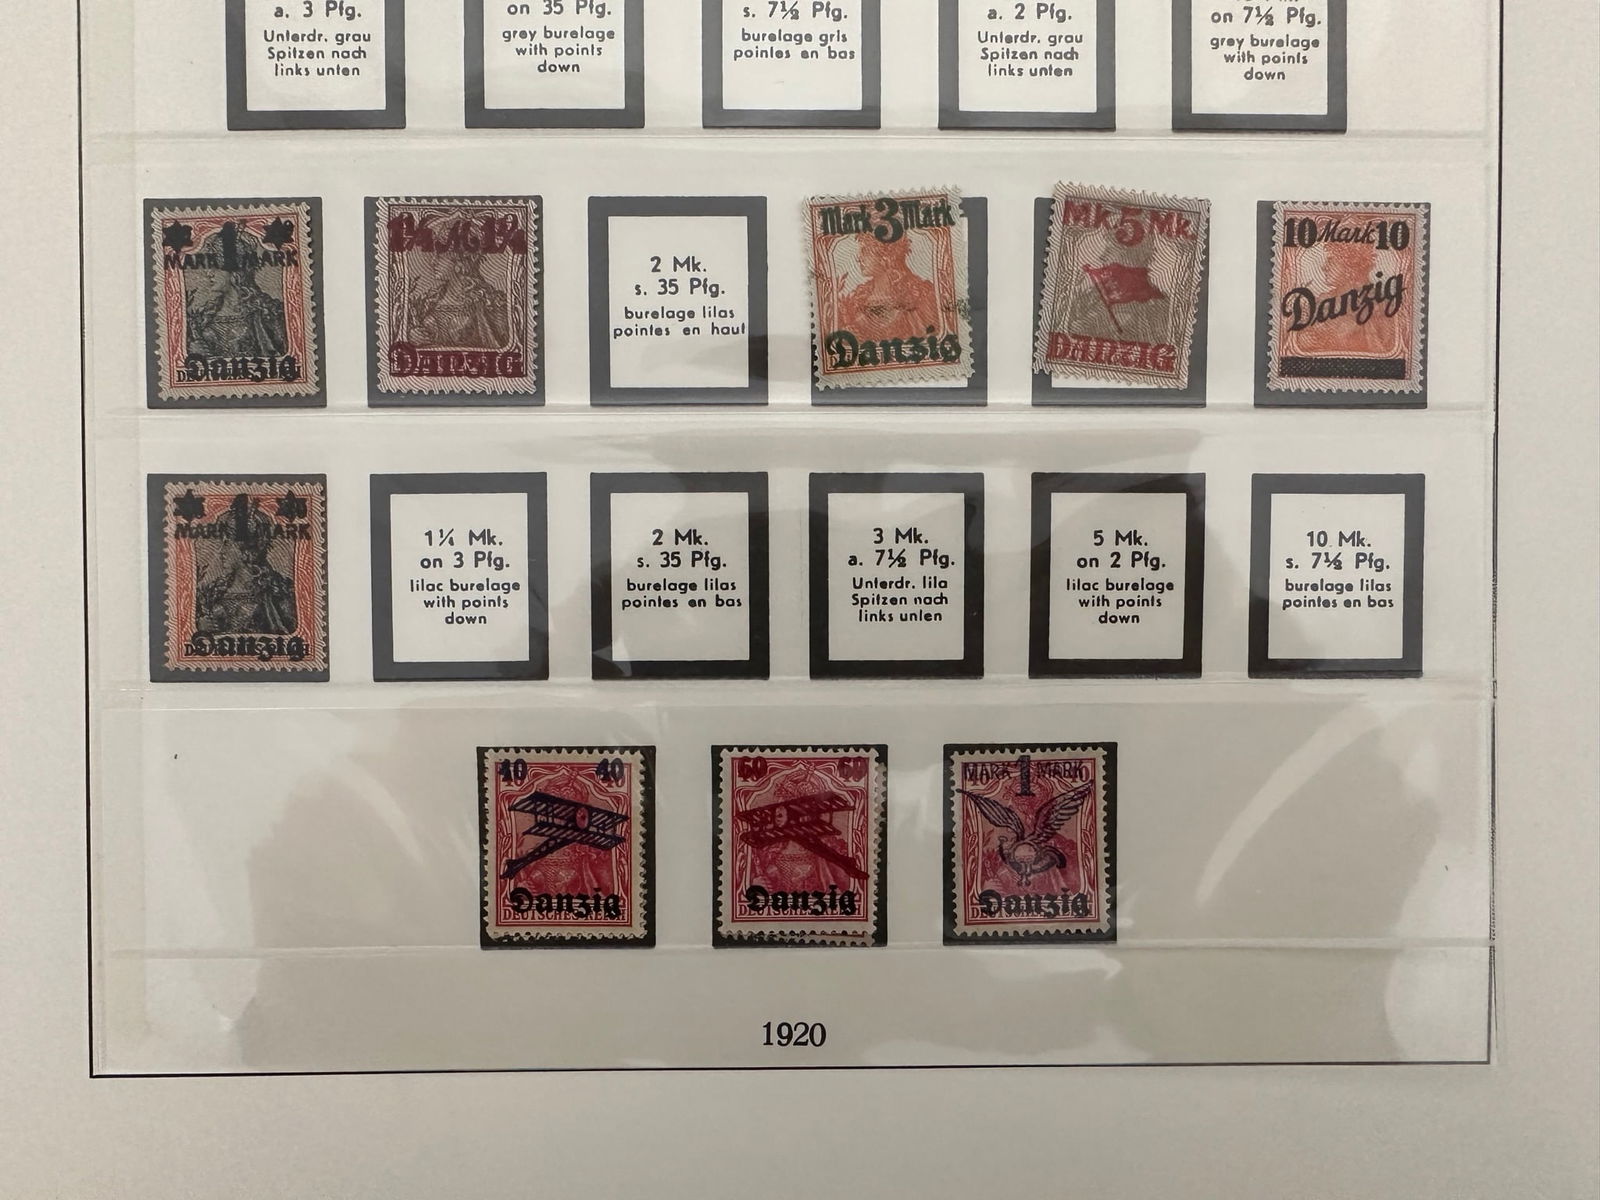 a. 3 Pfg.
Unterdr. grau
Spitzen nach
links unten
on 35 Pfg.
grey burelage
with points
down
s. 7½ Pfg.
burelage gris
pointes en bas
a. 2 Pfg.
Unterdr. grau
Spitzen nach
links unten
on 7½ Pfg.
grey burelage
with points
down
1
MARK MARK
Danzig
1¼ M 1¼
DANZIG
2 Mk.
s. 35 Pfg.
burelage lilas
pointes en haut
Mark 3 Mark
Danzig
Mk. 5 Mk.
DANZIG
10 Mark 10
Danzig
1
MARK MARK
Danzig
1¼ Mk.
on 3 Pfg.
lilac burelage
with points
down
2 Mk.
s. 35 Pfg.
burelage lilas
pointes en bas
3 Mk.
a. 7½ Pfg.
Unterdr. lila
Spitzen nach
links unten
5 Mk.
on 2 Pfg.
lilac burelage
with points
down
10 Mk.
s. 7½ Pfg.
burelage lilas
pointes en bas
40 40
Danzig
DEUTSCHES REICH
60 60
Danzig
MARK 1 MARK
Danzig
1920